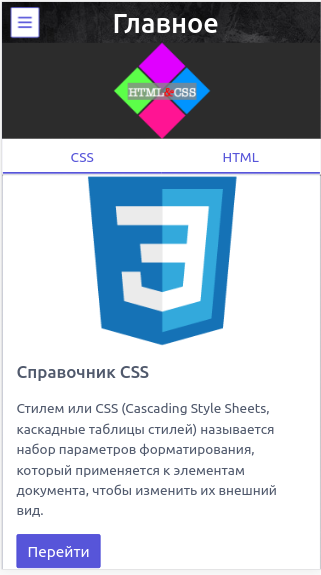 Главное
HTML&CSS
CSS HTML
Справочник CSS
Стилем или CSS (Cascading Style Sheets,
каскадные таблицы стилей) называется
набор параметров форматирования,
который применяется к элементам
документа, чтобы изменить их внешний
вид.
Перейти